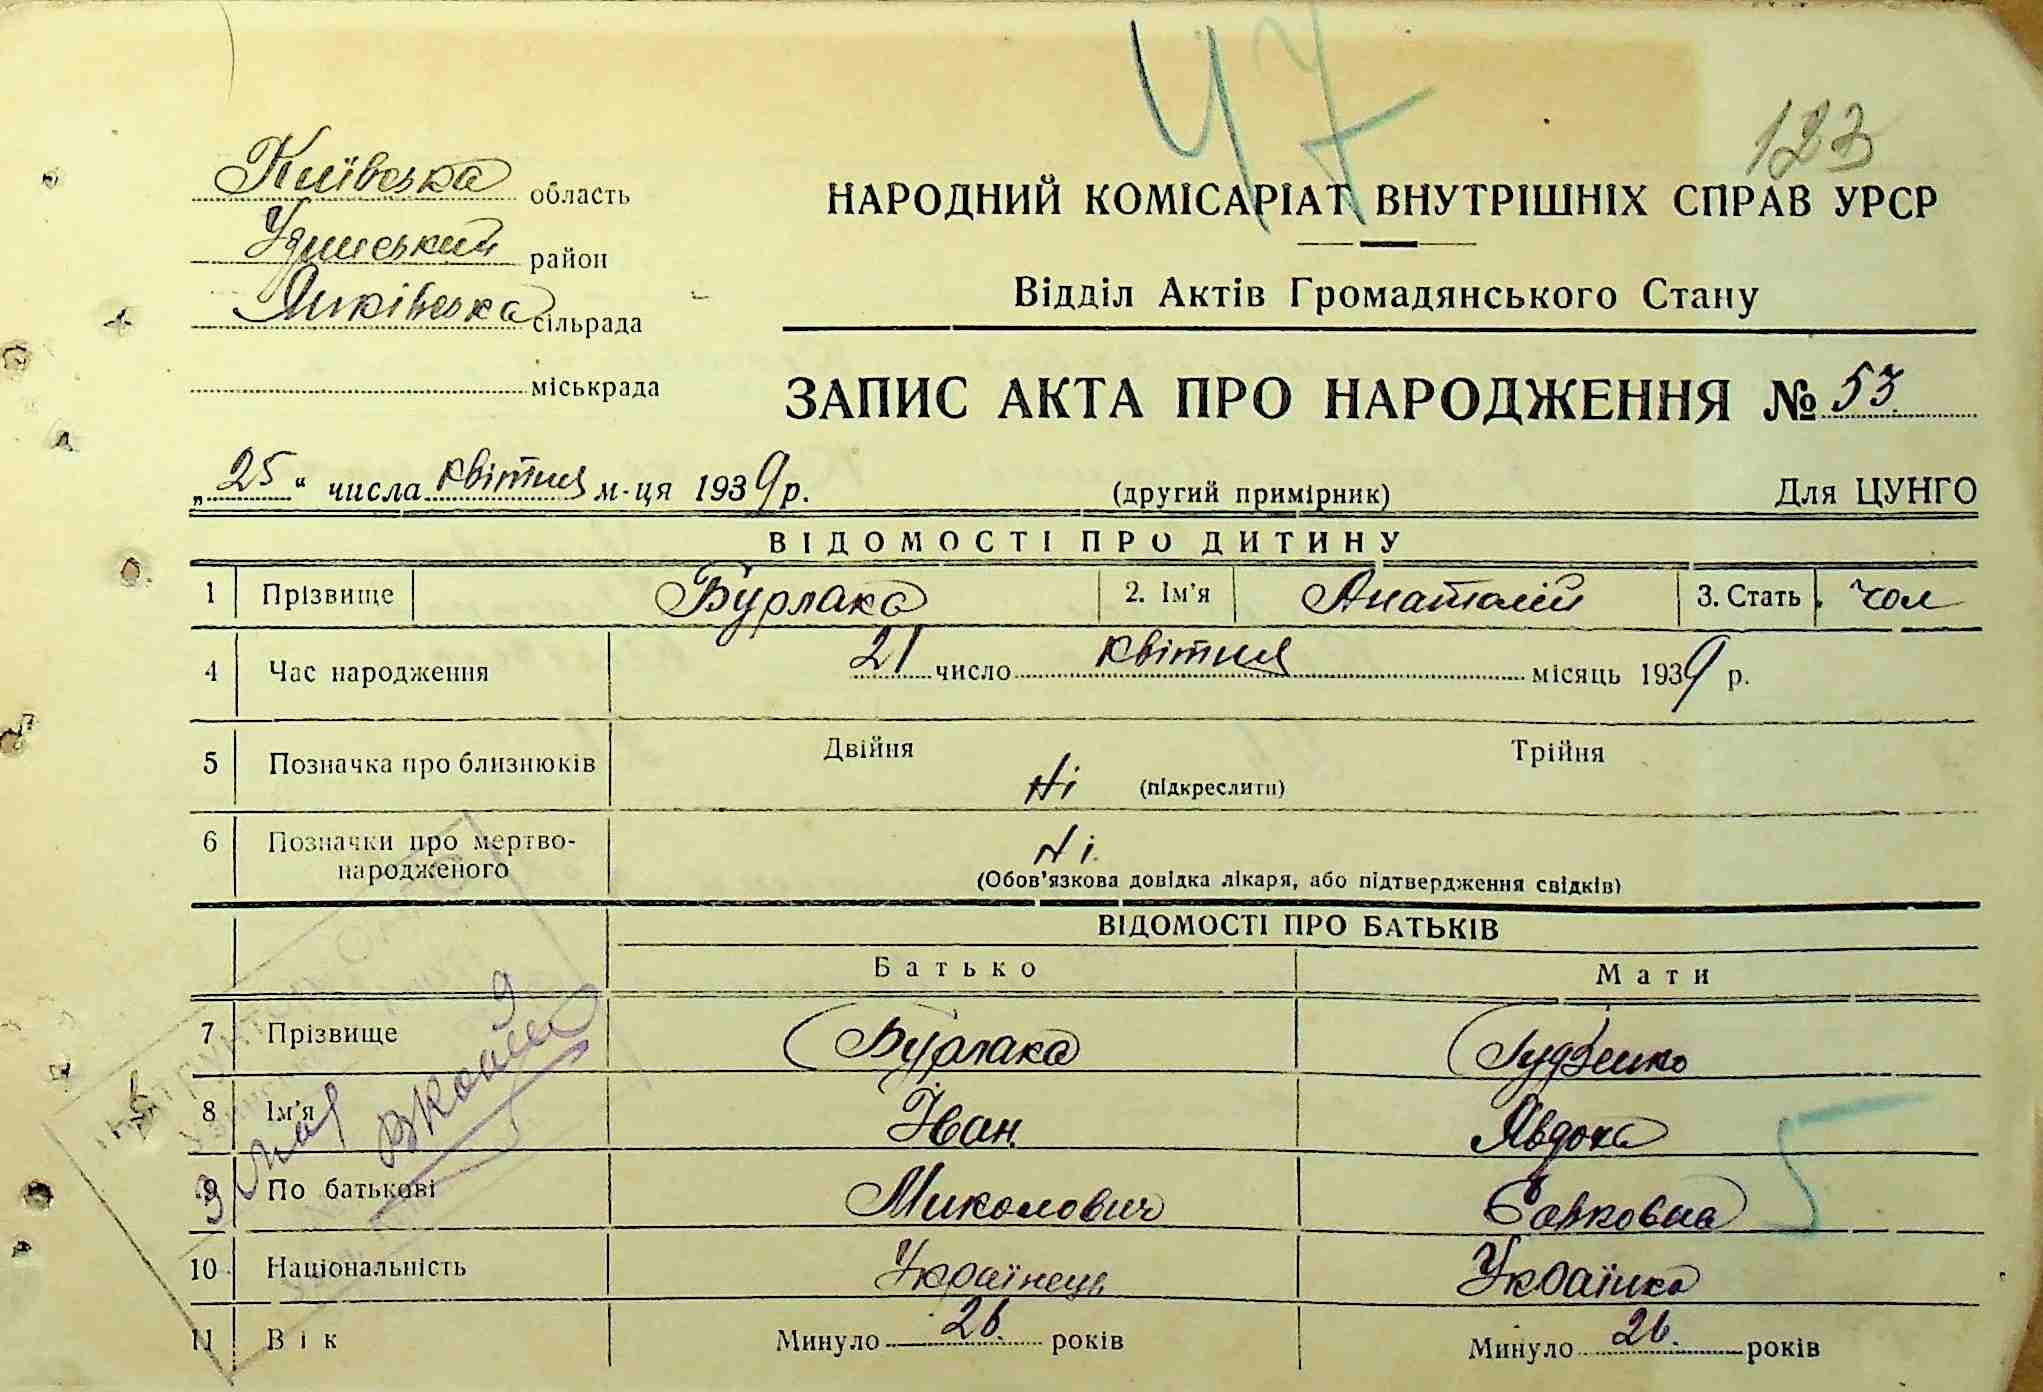 47
123
Київська область
район
сільрада
міськрада
НАРОДНИЙ КОМІСАРІАТ ВНУТРІШНІХ СПРАВ УРСР
Відділ Актів Громадянського Стану
ЗАПИС АКТА ПРО НАРОДЖЕННЯ № 53
„25“ числа квітня м-ця 1939 р.
(другий примірник)
Для ЦУНГО
ВІДОМОСТІ ПРО ДИТИНУ
1 Прізвище Бурлака 2. Ім'я Анатолій 3. Стать чол
4 Час народження 21 число квітня місяць 1939 р.
5 Позначка про близнюків Двійня Трійня
Ні (підкреслити)
6 Позначки про мертво-
народженого Ні.
(Обов'язкова довідка лікаря, або підтвердження свідків)
ВІДОМОСТІ ПРО БАТЬКІВ
Батько Мати
7 Прізвище Бурлака Гудзенко
8 Ім'я Іван Явдоха
9 По батькові Миколович Савковна
5
10 Національність Українець Українка
11 Вік Минуло 26 років Минуло 26 років